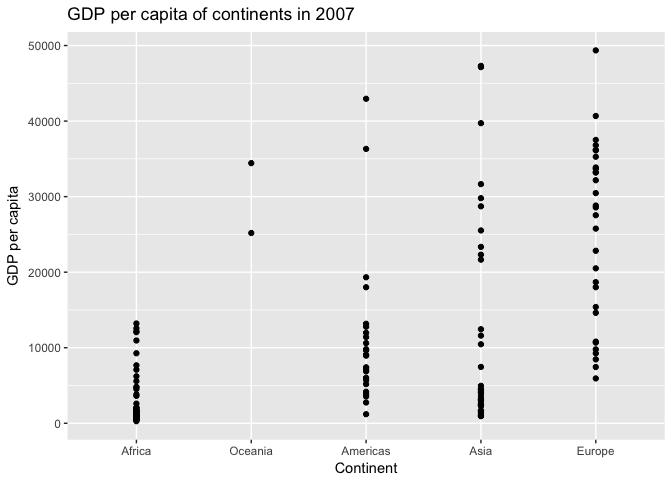 GDP per capita of continents in 2007
GDP per capita
50000
40000
30000
20000
10000
0
Africa Oceania Americas Asia Europe
Continent